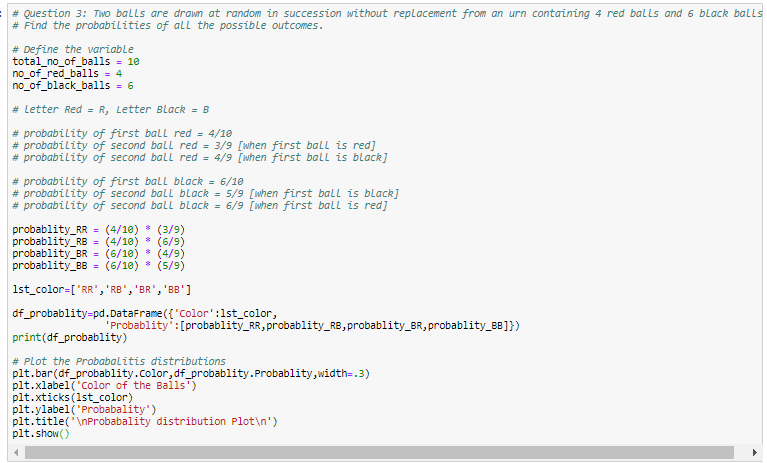 # Question 3: Two balls are drawn at random in succession without replacement from an urn containing 4 red balls and 6 black balls
# Find the probabilities of all the possible outcomes.
# Define the variable
total_no_of_balls = 10
no_of_red_balls = 4
no_of_black_balls = 6
# letter Red = R, Letter Black = B
# probability of first ball red = 4/10
# probability of second ball red = 3/9 [when first ball is red]
# probability of second ball red = 4/9 [when first ball is black]
# probability of first ball black = 6/10
# probability of second ball black = 5/9 [when first ball is black]
# probability of second ball black = 6/9 [when first ball is red]
probablity_RR = (4/10) * (3/9)
probablity_RB = (4/10) * (6/9)
probablity_BR = (6/10) * (4/9)
probablity_BB = (6/10) * (5/9)
lst_color=['RR','RB','BR','BB']
df_probablity=pd.DataFrame({'Color':lst_color,
'Probablity':[probablity_RR,probablity_RB,probablity_BR,probablity_BB]})
print(df_probablity)
# Plot the Probabalitis distributions
plt.bar(df_probablity.Color,df_probablity.Probablity,width=.3)
plt.xlabel('Color of the Balls')
plt.xticks(lst_color)
plt.ylabel('Probabality')
plt.title('\nProbabality distribution Plot\n')
plt.show()